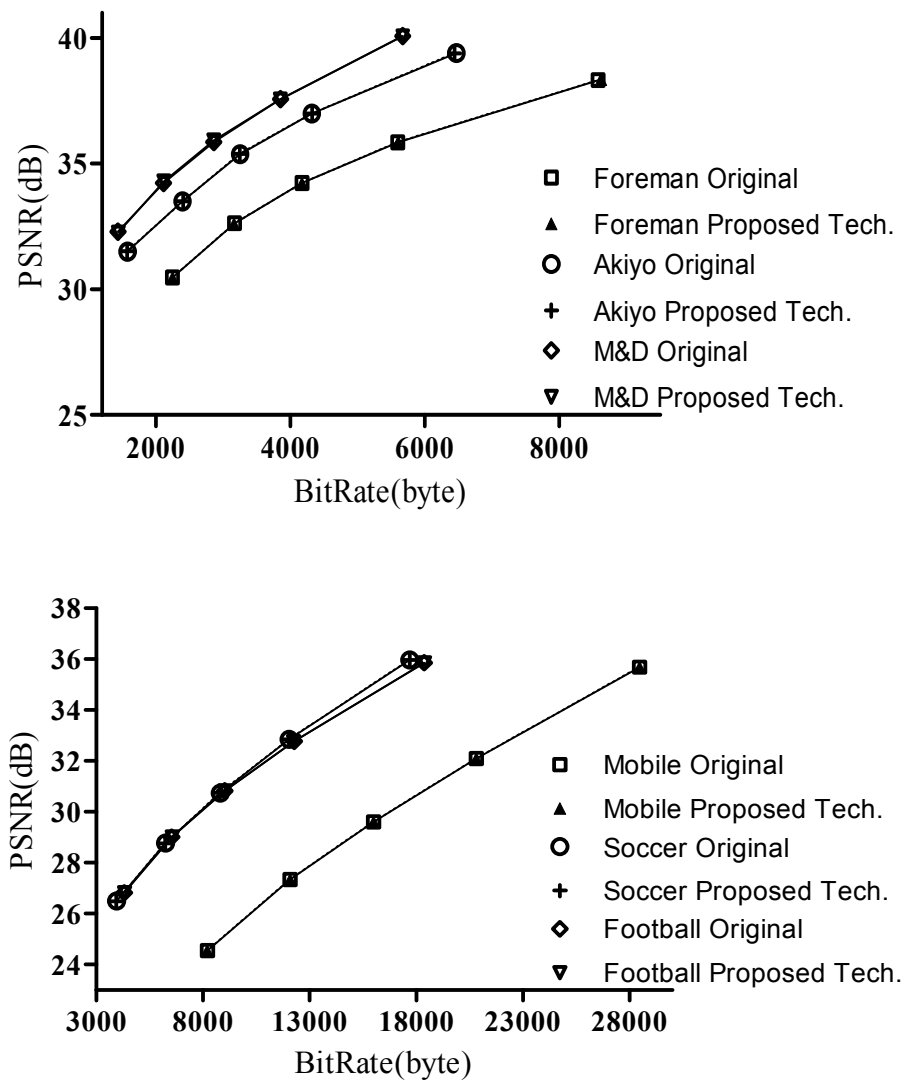 40
35
30
25
PSNR(dB)
2000 4000 6000 8000
BitRate(byte)
Foreman Original
Foreman Proposed Tech.
Akiyo Original
Akiyo Proposed Tech.
M&D Original
M&D Proposed Tech.
38
36
34
32
30
28
26
24
PSNR(dB)
3000 8000 13000 18000 23000 28000
BitRate(byte)
Mobile Original
Mobile Proposed Tech.
Soccer Original
Soccer Proposed Tech.
Football Original
Football Proposed Tech.